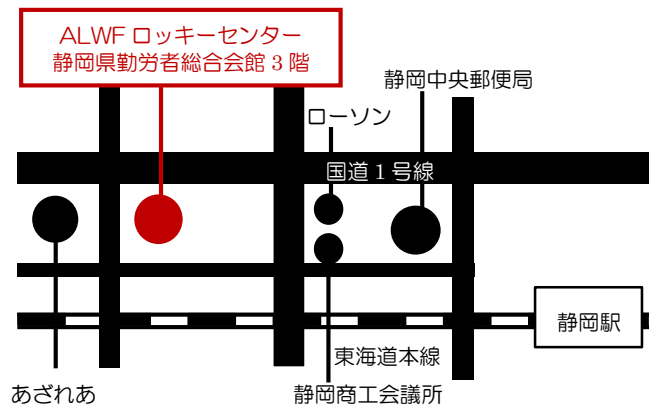 ALWF ロッキーセンター
静岡県勤労者総合会館 3 階
静岡中央郵便局
ローソン
国道 1 号線
静岡駅
東海道本線
あざれあ
静岡商工会議所